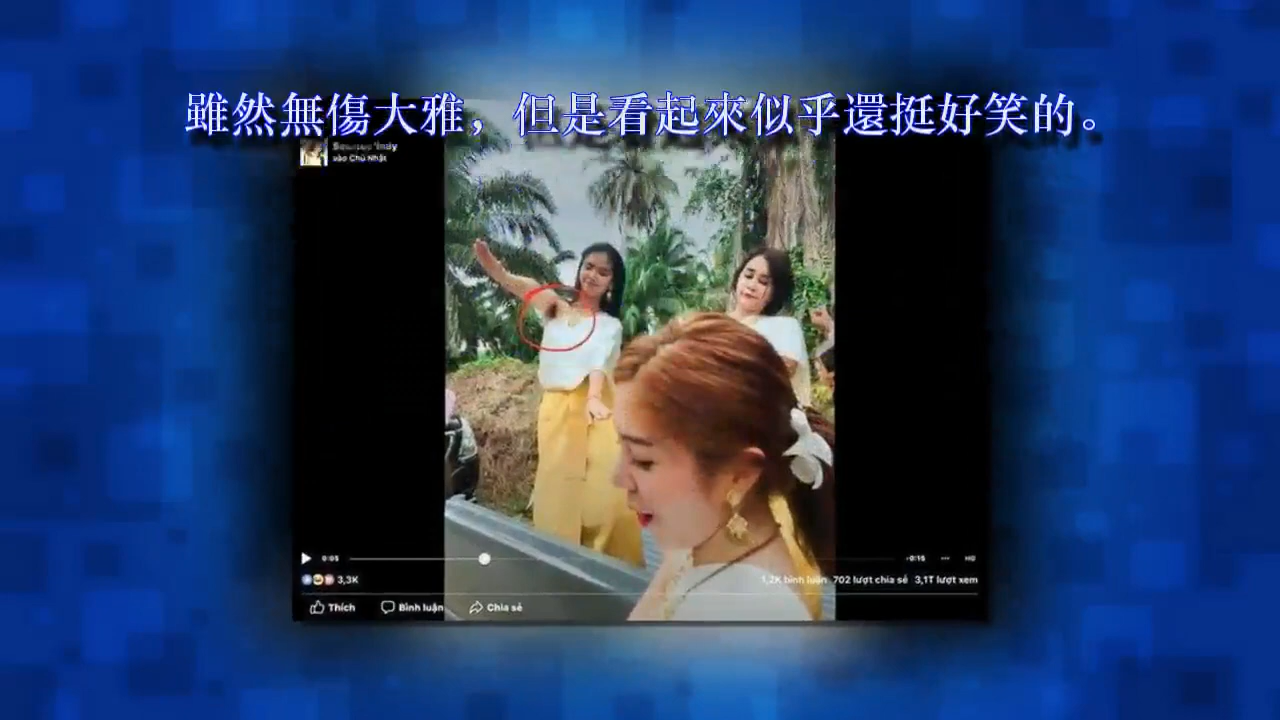 雖然無傷大雅，但是看起來似乎還挺好笑的。
vào Chủ Nhật
0:05
-0:16
HD
3,3K
1,2K bình luận 702 lượt chia sẻ 3,1T lượt xem
Thích Bình luận Chia sẻ